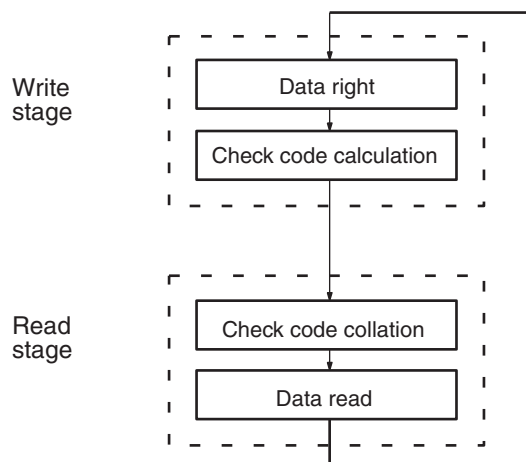 Write
stage
Data right
Check code calculation
Read
stage
Check code collation
Data read